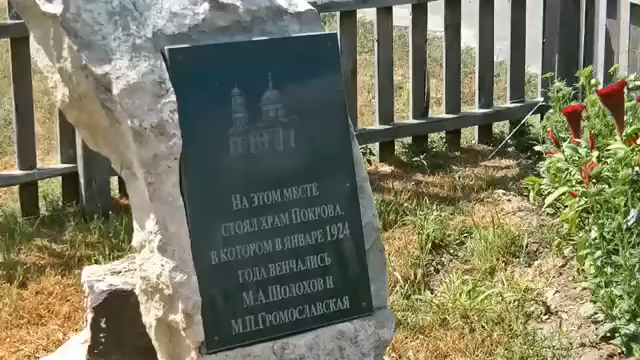 На этом месте
стоял храм Покрова,
в котором в январе 1924
года венчались
М.А.Шолохов и
М.П.Громославская